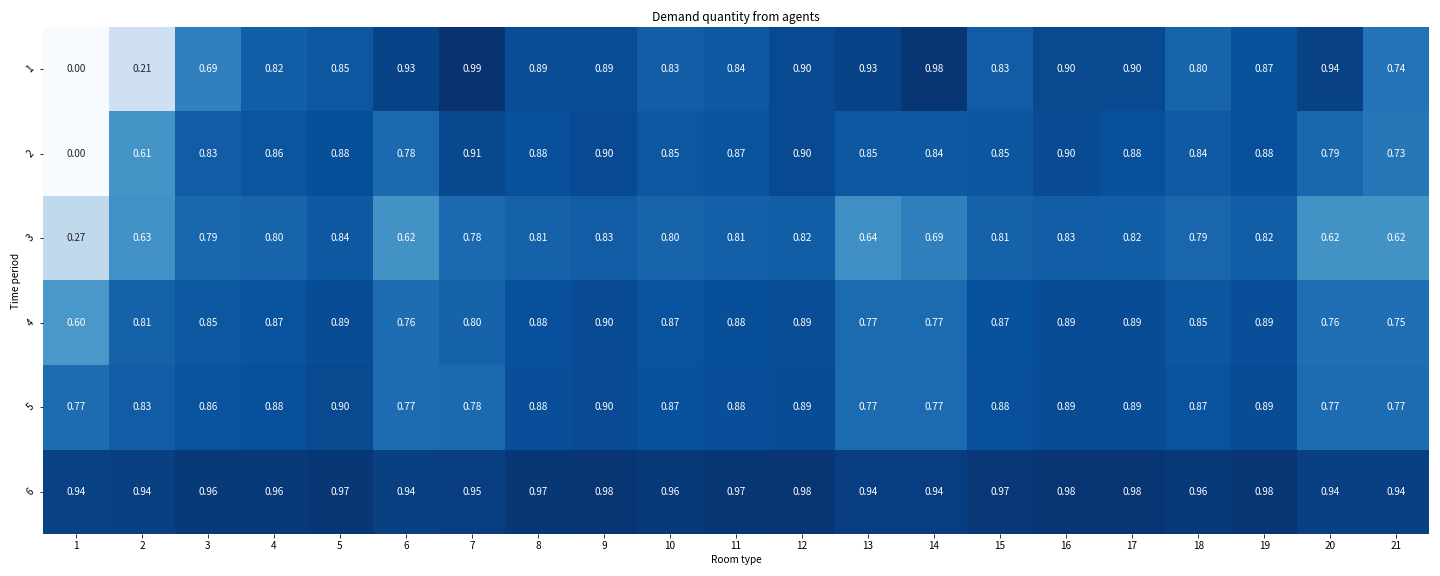 Demand quantity from agents
1 0.00 0.21 0.69 0.82 0.85 0.93 0.99 0.89 0.89 0.83 0.84 0.90 0.93 0.98 0.83 0.90 0.90 0.80 0.87 0.94 0.74
2 0.00 0.61 0.83 0.86 0.88 0.78 0.91 0.88 0.90 0.85 0.87 0.90 0.85 0.84 0.85 0.90 0.88 0.84 0.88 0.79 0.73
3 0.27 0.63 0.79 0.80 0.84 0.62 0.78 0.81 0.83 0.80 0.81 0.82 0.64 0.69 0.81 0.83 0.82 0.79 0.82 0.62 0.62
Time period
4 0.60 0.81 0.85 0.87 0.89 0.76 0.80 0.88 0.90 0.87 0.88 0.89 0.77 0.77 0.87 0.89 0.89 0.85 0.89 0.76 0.75
5 0.77 0.83 0.86 0.88 0.90 0.77 0.78 0.88 0.90 0.87 0.88 0.89 0.77 0.77 0.88 0.89 0.89 0.87 0.89 0.77 0.77
6 0.94 0.94 0.96 0.96 0.97 0.94 0.95 0.97 0.98 0.96 0.97 0.98 0.94 0.94 0.97 0.98 0.98 0.96 0.98 0.94 0.94
1 2 3 4 5 6 7 8 9 10 11 12 13 14 15 16 17 18 19 20 21
Room type